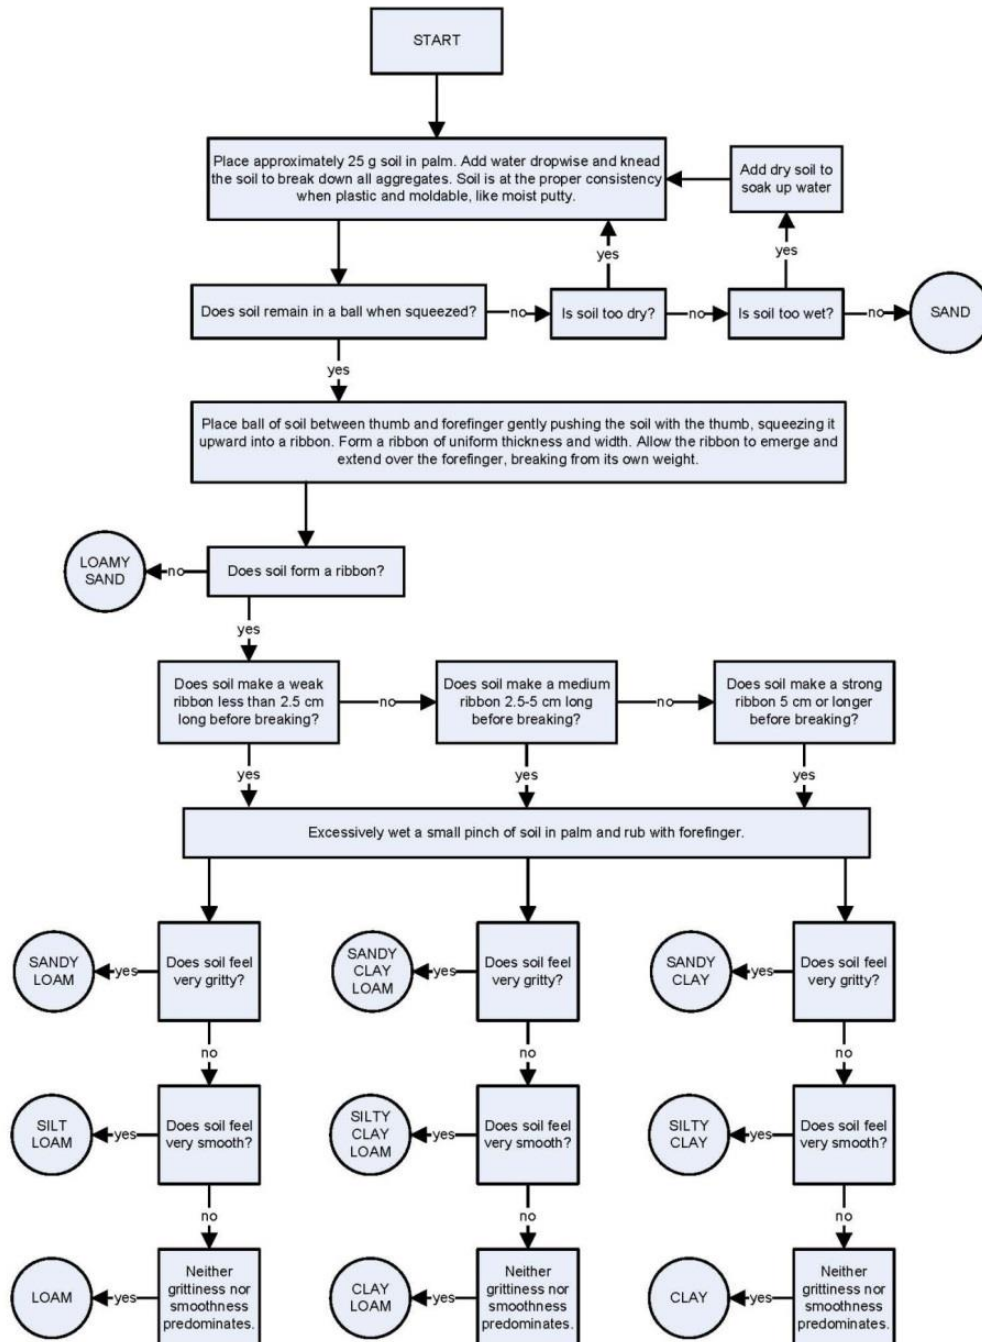 START
Place approximately 25 g soil in palm. Add water dropwise and knead
the soil to break down all aggregates. Soil is at the proper consistency
when plastic and moldable, like moist putty.
Add dry soil to
soak up water
yes
yes
Does soil remain in a ball when squeezed?
no
Is soil too dry?
no
Is soil too wet?
no
SAND
yes
Place ball of soil between thumb and forefinger gently pushing the soil with the thumb, squeezing it
upward into a ribbon. Form a ribbon of uniform thickness and width. Allow the ribbon to emerge and
extend over the forefinger, breaking from its own weight.
LOAMY
SAND
no
Does soil form a ribbon?
yes
Does soil make a weak
ribbon less than 2.5 cm
long before breaking?
no
Does soil make a medium
ribbon 2.5-5 cm long
before breaking?
no
Does soil make a strong
ribbon 5 cm or longer
before breaking?
yes
yes
yes
Excessively wet a small pinch of soil in palm and rub with forefinger.
SANDY
LOAM
yes
Does soil feel
very gritty?
SANDY
CLAY
LOAM
yes
Does soil feel
very gritty?
SANDY
CLAY
yes
Does soil feel
very gritty?
no
no
no
SILT
LOAM
yes
Does soil feel
very smooth?
SILTY
CLAY
LOAM
yes
Does soil feel
very smooth?
SILTY
CLAY
yes
Does soil feel
very smooth?
no
no
no
LOAM
yes
Neither
grittiness nor
smoothness
predominates.
CLAY
LOAM
yes
Neither
grittiness nor
smoothness
predominates.
CLAY
yes
Neither
grittiness nor
smoothness
predominates.